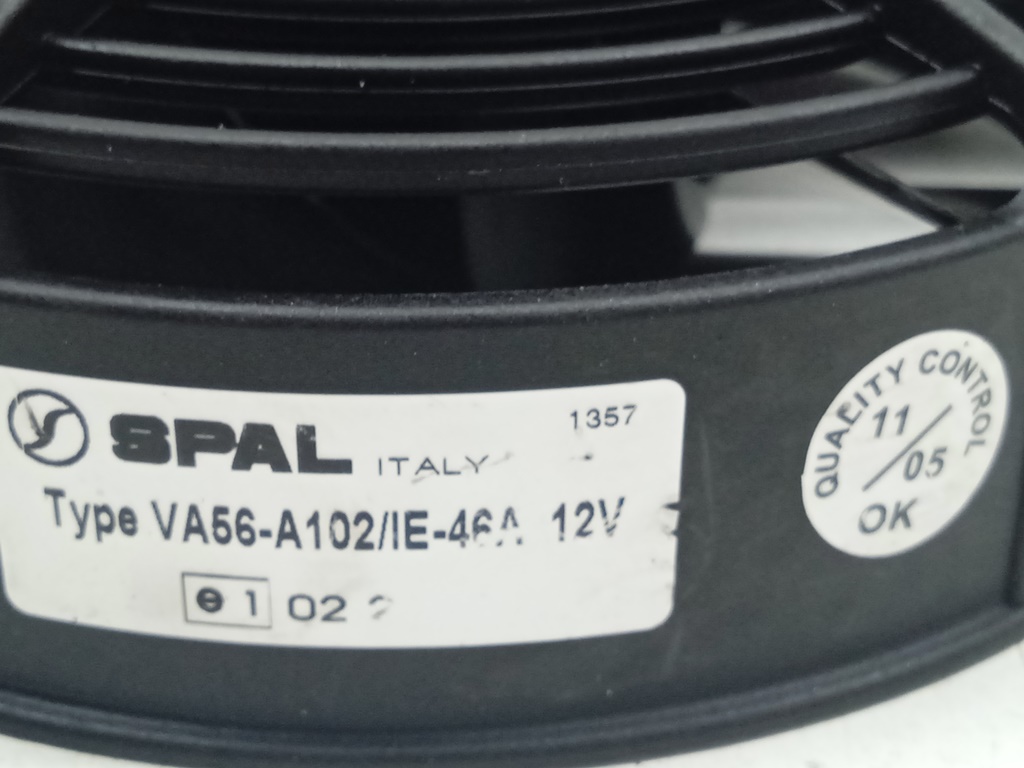 SPAL ITALY 1357
Type VA56-A102/IE-46A 12V
e 1 02
QUALITY CONTROL
11/05
OK